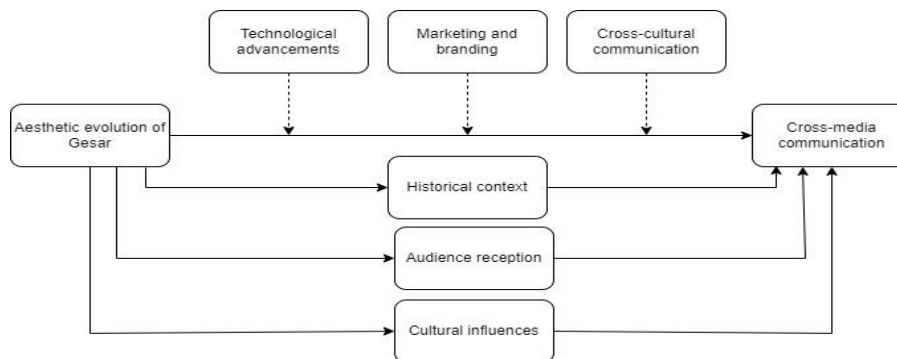 Technological
advancements
Marketing and
branding
Cross-cultural
communication
Aesthetic evolution of
Gesar
Cross-media
communication
Historical context
Audience reception
Cultural influences